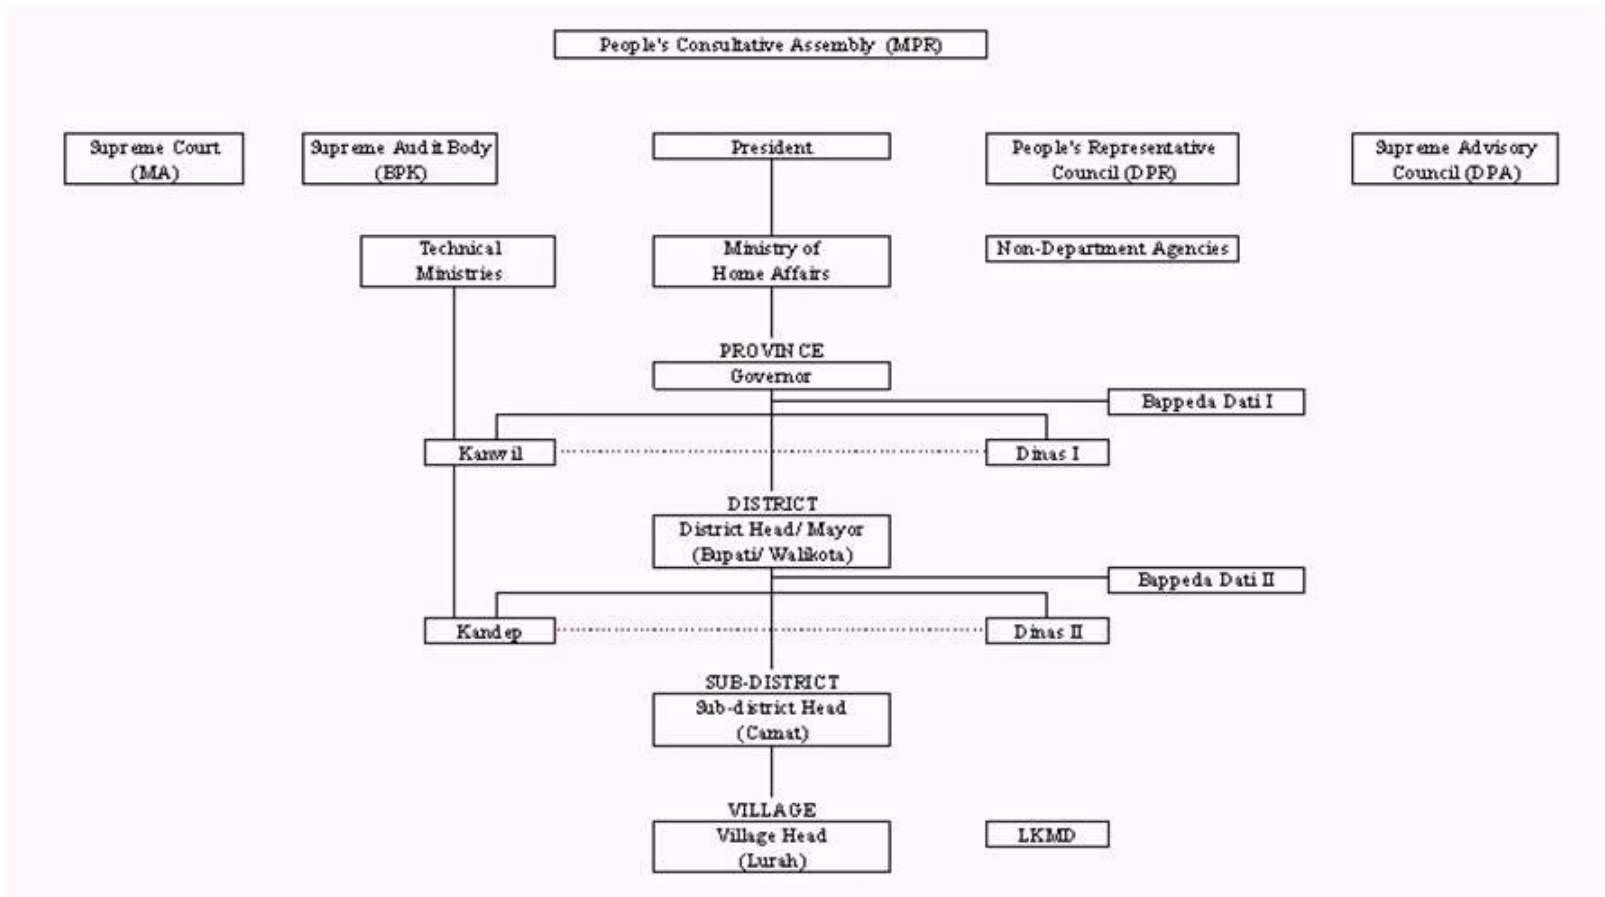 People's Consultative Assembly (MPR)
Supreme Court
(MA)
Supreme Audit Body
(BPK)
President
People's Representative
Council (DPR)
Supreme Advisory
Council (DPA)
Technical
Ministries
Ministry of
Home Affairs
Non-Department Agencies
PROVINCE
Governor
Bappeda Dati I
Kanwil
Dinas I
DISTRICT
District Head/ Mayor
(Bupati/ Walikota)
Bappeda Dati II
Kandep
Dinas II
SUB-DISTRICT
Sub-district Head
(Camat)
VILLAGE
Village Head
(Lurah)
LKMD